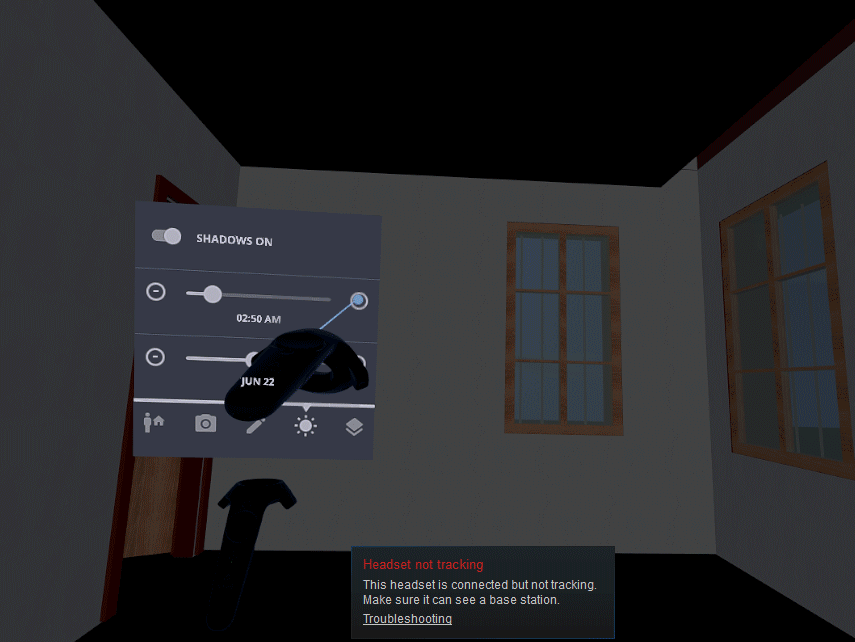 SHADOWS ON
02:50 AM
JUN 22
Headset not tracking
This headset is connected but not tracking.
Make sure it can see a base station.
Troubleshooting